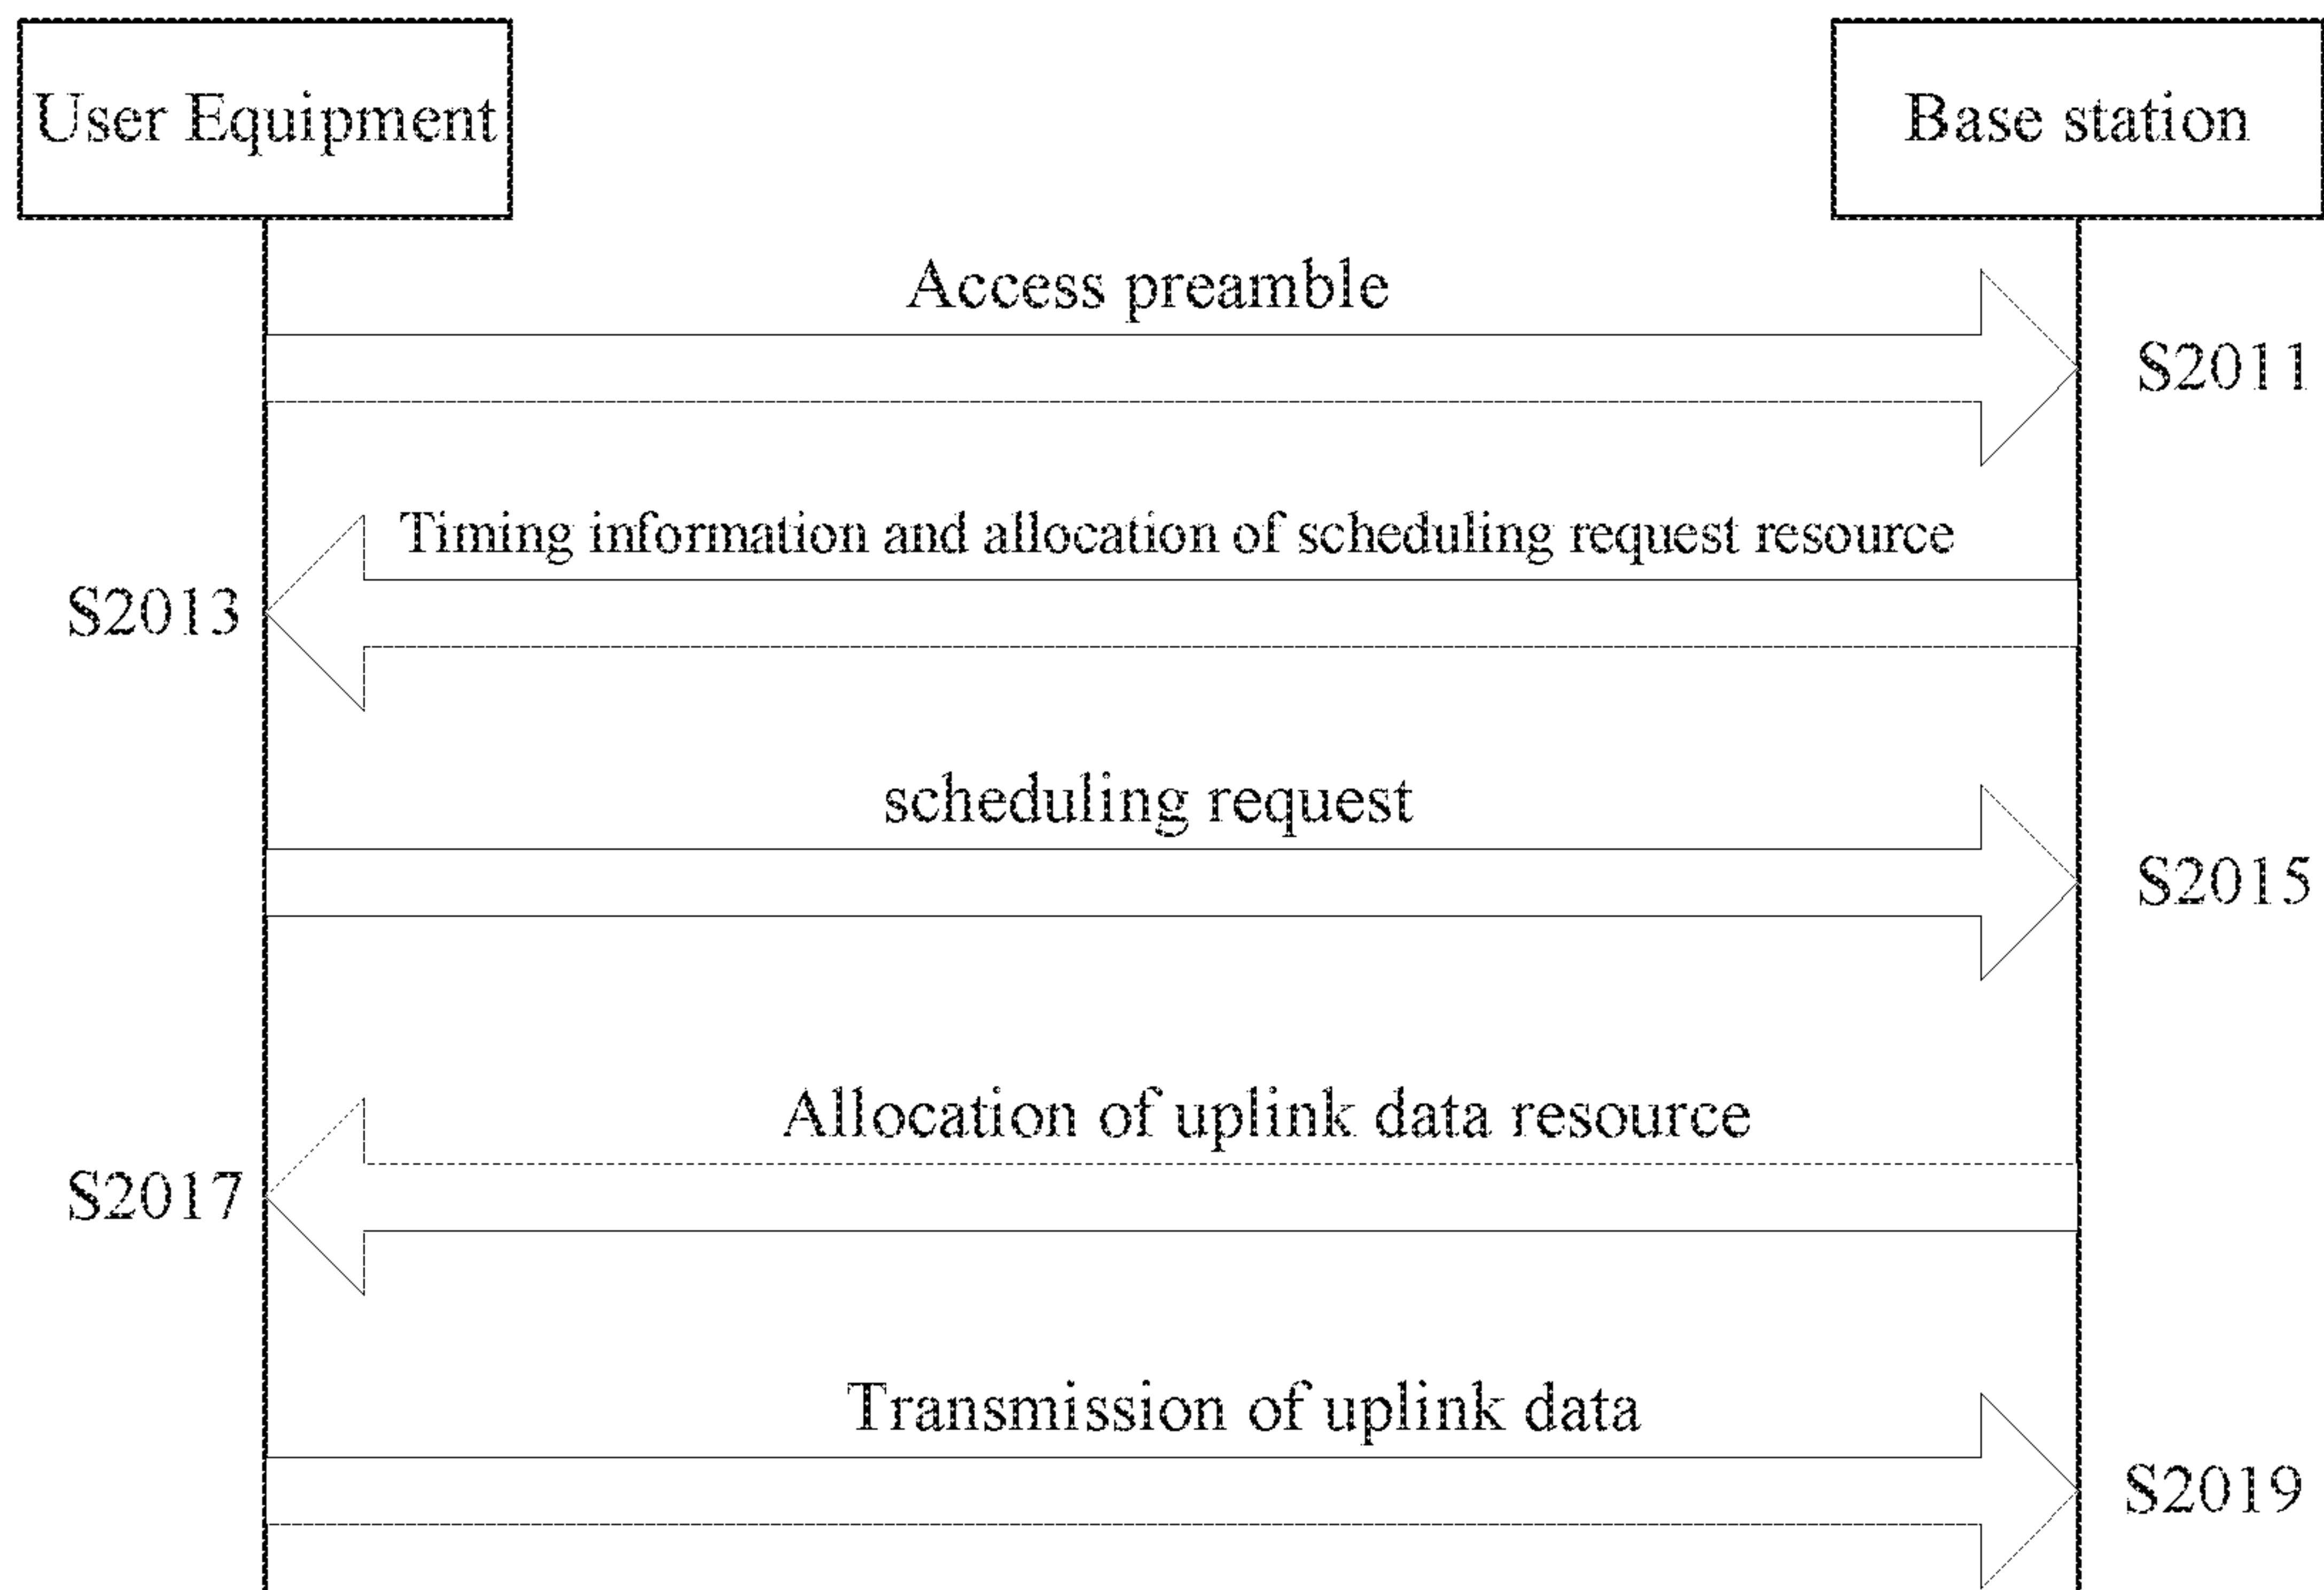 User Equipment
Base station
Access preamble
S2011
Timing information and allocation of scheduling request resource
S2013
scheduling request
S2015
Allocation of uplink data resource
S2017
Transmission of uplink data
S2019